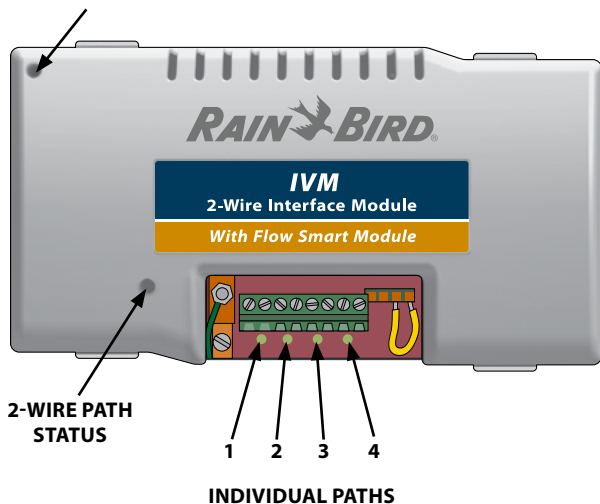 RAIN BIRD®
IVM
2-Wire Interface Module
With Flow Smart Module
2-WIRE PATH
STATUS
1 2 3 4
INDIVIDUAL PATHS